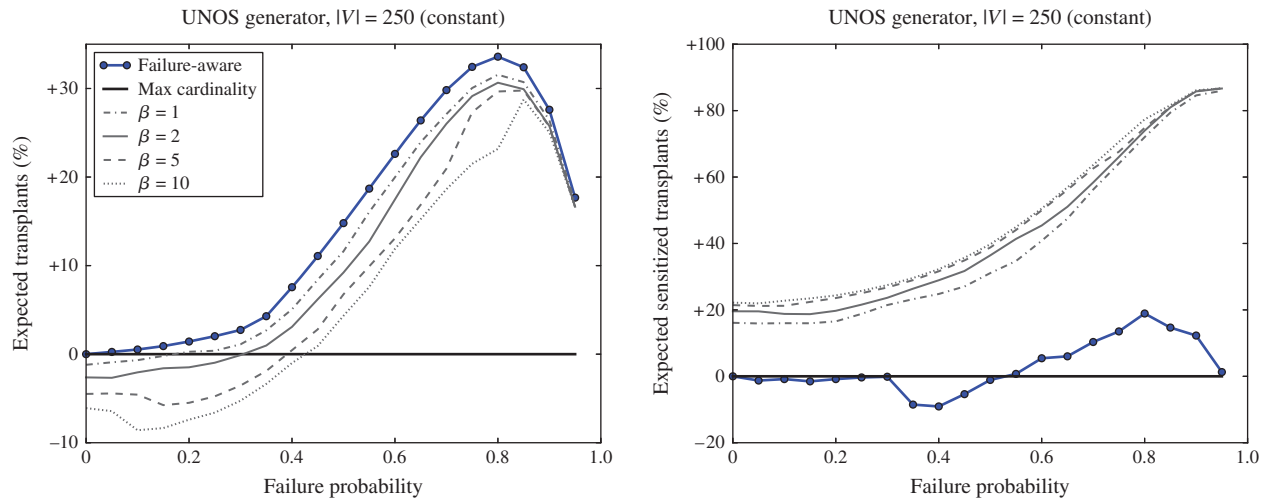 UNOS generator, |V| = 250 (constant)
Expected transplants (%)
+30
+20
+10
0
−10
Failure-aware
Max cardinality
β = 1
β = 2
β = 5
β = 10
0 0.2 0.4 0.6 0.8 1.0
Failure probability
UNOS generator, |V| = 250 (constant)
Expected sensitized transplants (%)
+100
+80
+60
+40
+20
0
−20
0 0.2 0.4 0.6 0.8 1.0
Failure probability